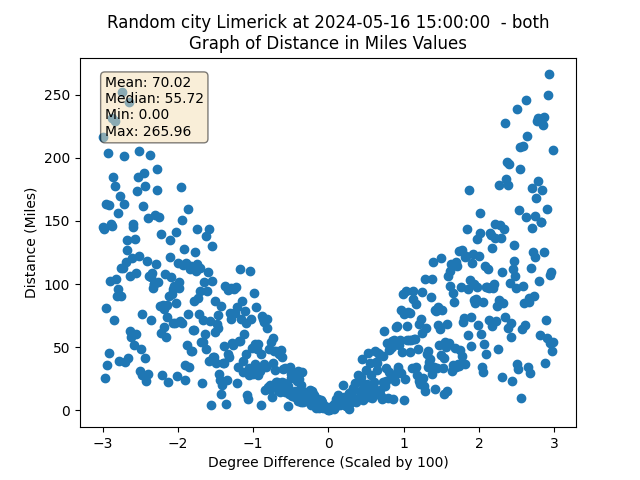 Random city Limerick at 2024-05-16 15:00:00  - both
Graph of Distance in Miles Values
Mean: 70.02
Median: 55.72
Min: 0.00
Max: 265.96
Distance (Miles)
250
200
150
100
50
0
−3
−2
−1
0
1
2
3
Degree Difference (Scaled by 100)